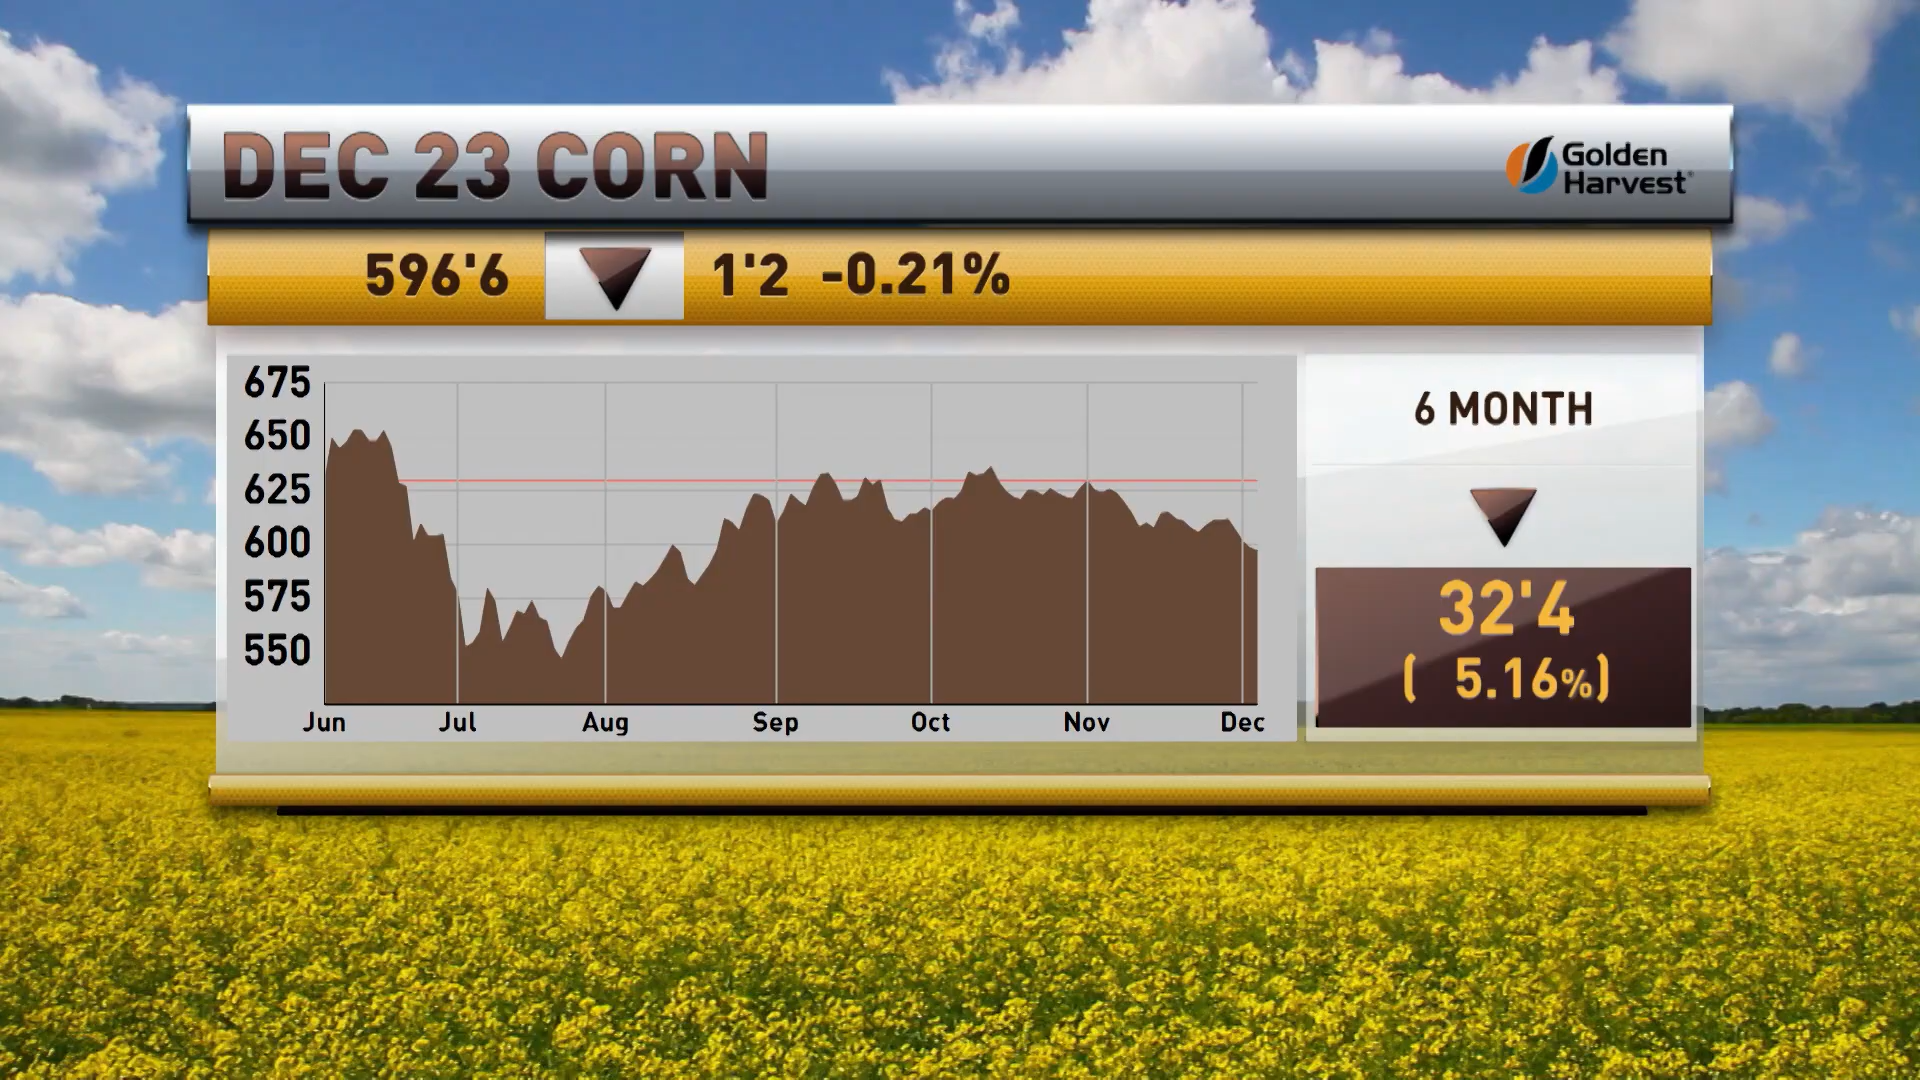 DEC 23 CORN
Golden
Harvest®
596'6 1'2 -0.21%
675
650
625
600
575
550
Jun Jul Aug Sep Oct Nov Dec
6 MONTH
32'4
( 5.16%)